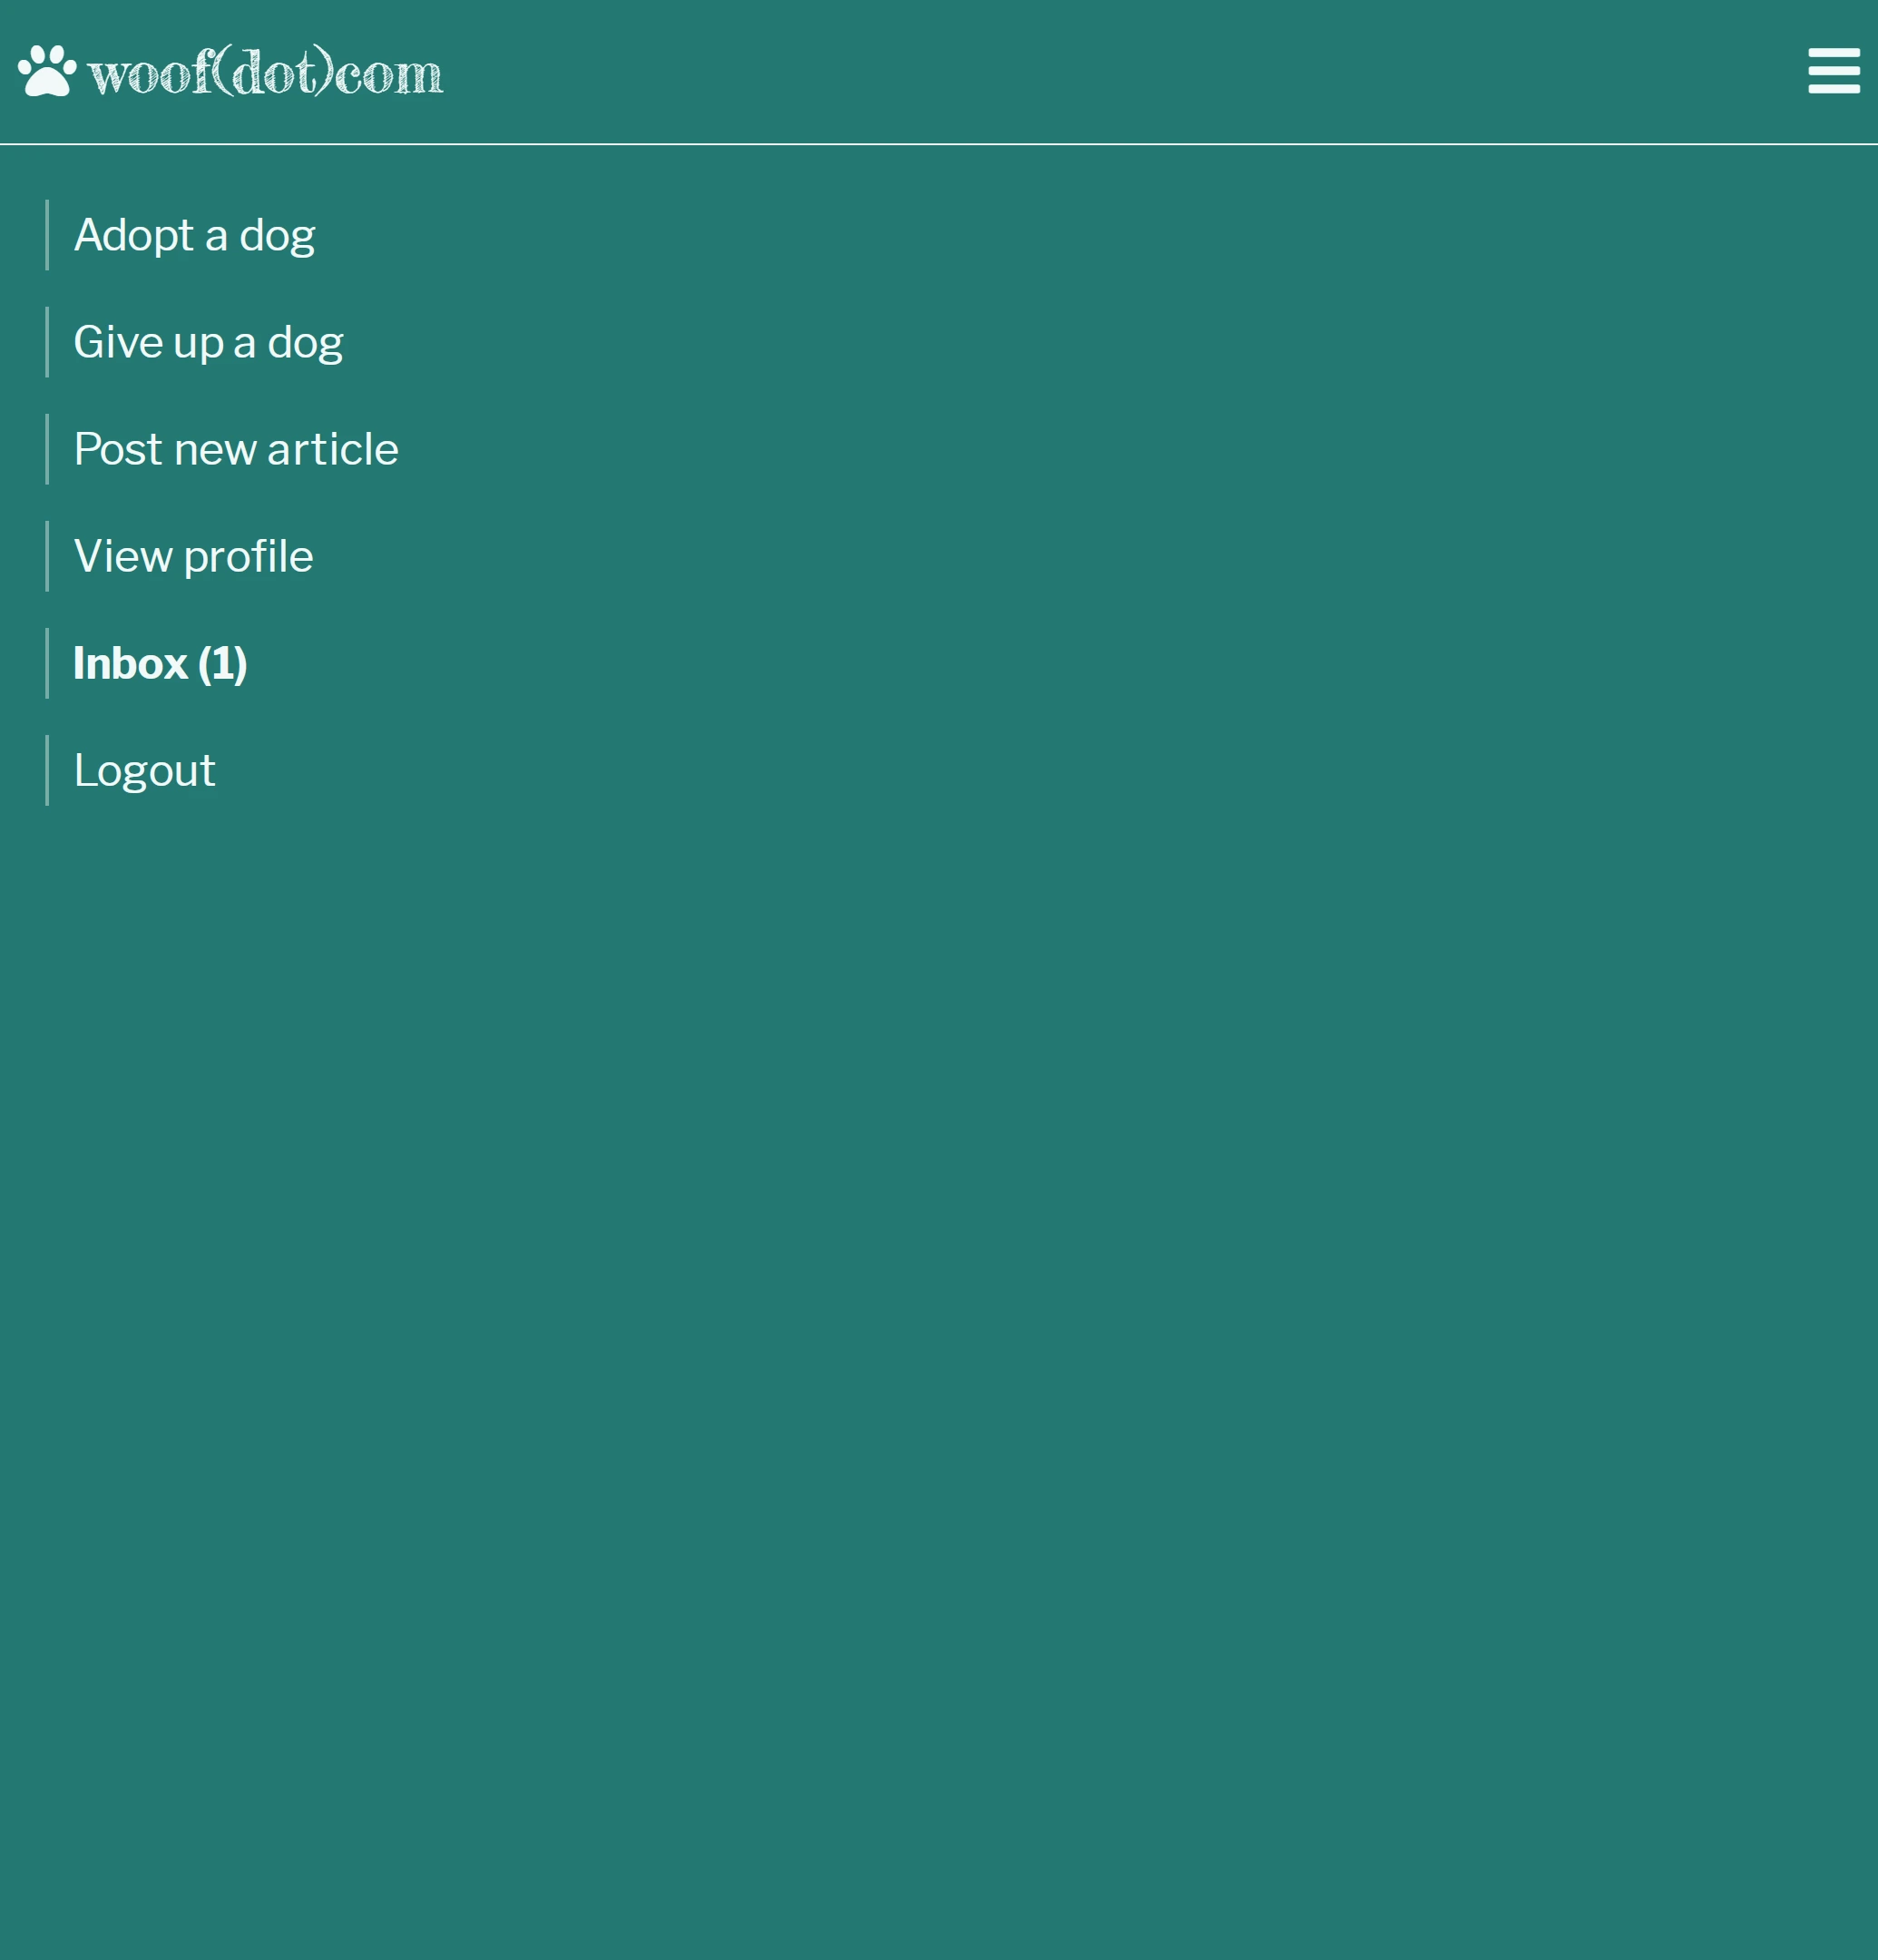 woof(dot)com
Adopt a dog
Give up a dog
Post new article
View profile
Inbox (1)
Logout